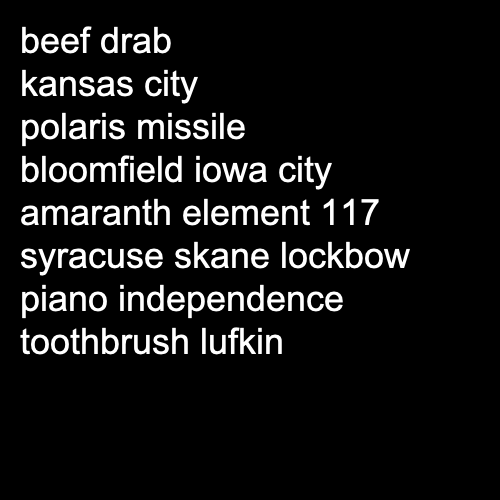 beef drab
kansas city
polaris missile
bloomfield iowa city
amaranth element 117
syracuse skane lockbow
piano independence
toothbrush lufkin